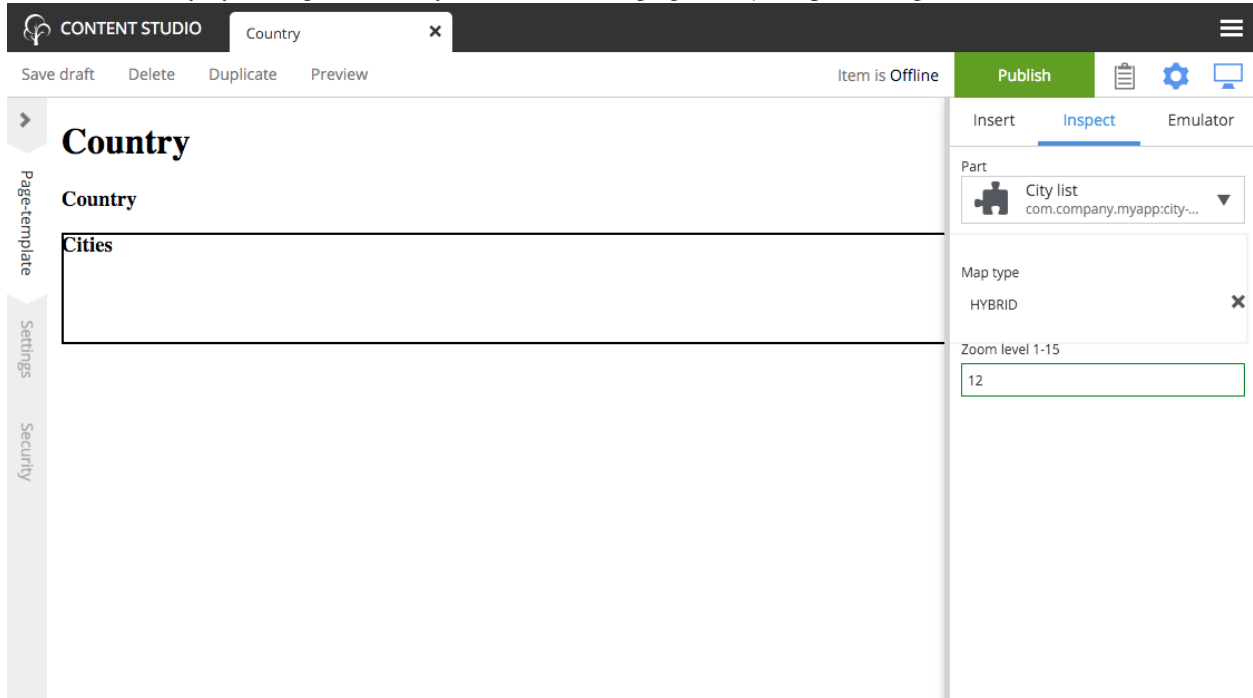 CONTENT STUDIO
Country
Save draft Delete Duplicate Preview Item is Offline Publish
Insert Inspect Emulator
Page-template
Settings
Security
Country
Country
Cities
Part
City list
com.company.myapp:city-...
Map type
HYBRID
Zoom level 1-15
12